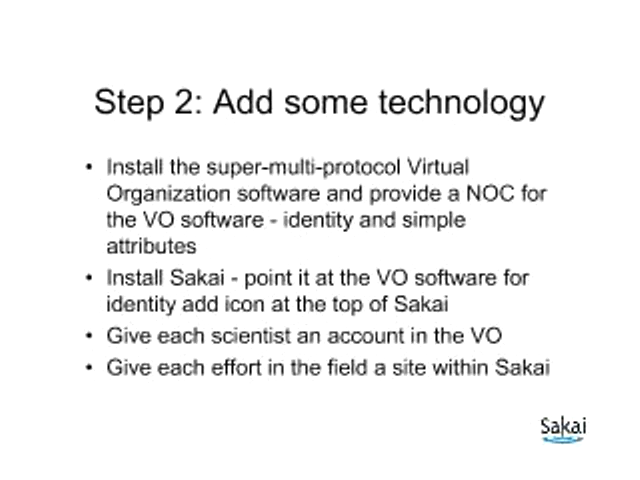 Step 2: Add some technology
• Install the super-multi-protocol Virtual
Organization software and provide a NOC for
the VO software - identity and simple
attributes
• Install Sakai - point it at the VO software for
identity add icon at the top of Sakai
• Give each scientist an account in the VO
• Give each effort in the field a site within Sakai
Sakai